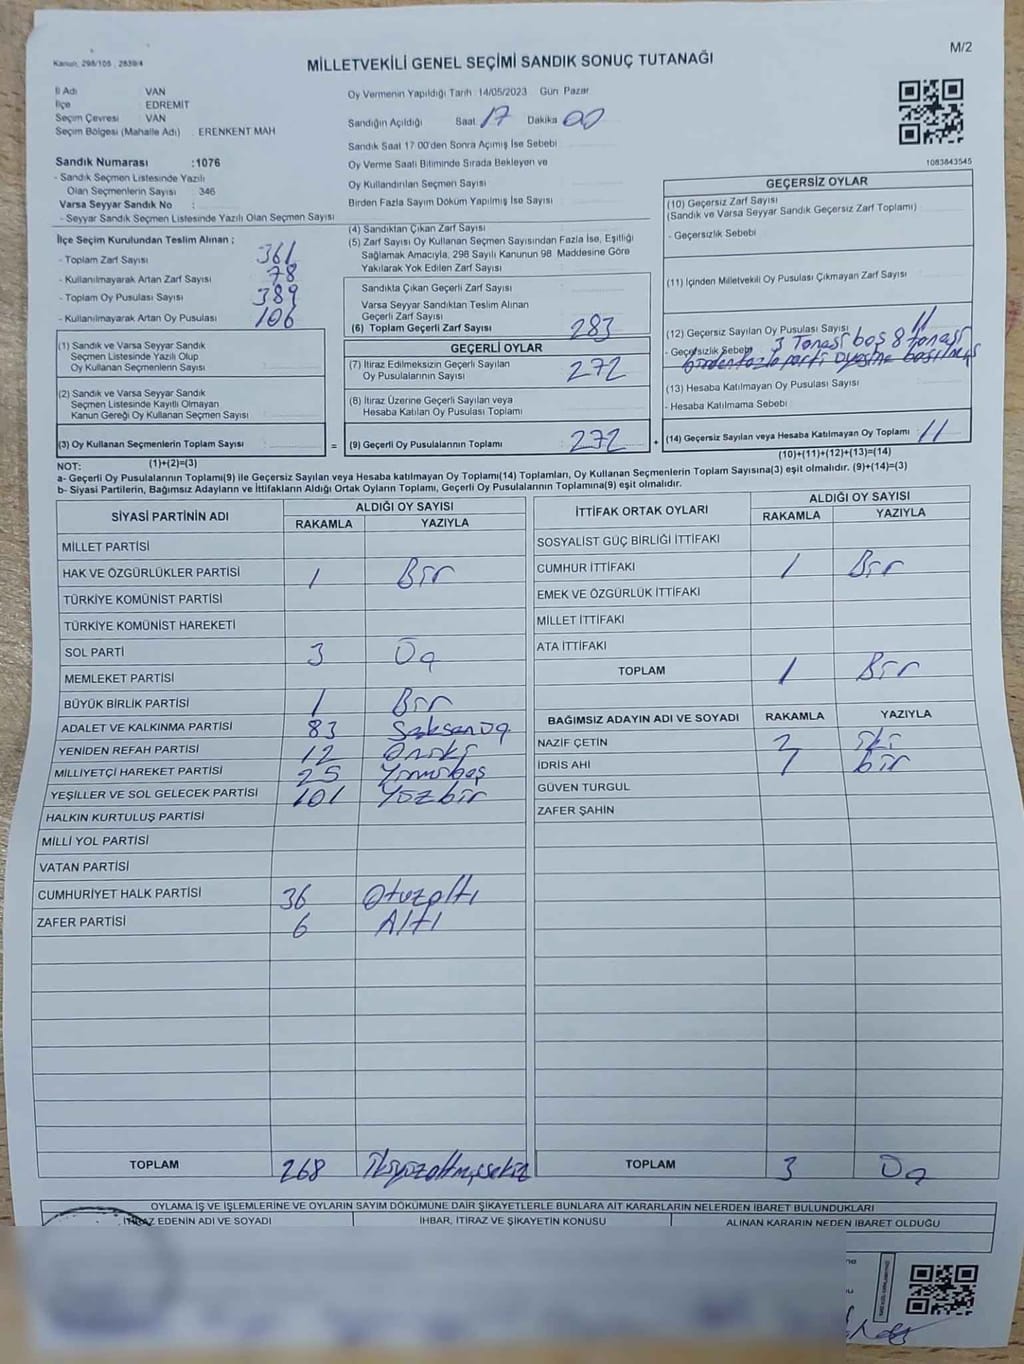 Kanun, 298/105 , 2839/4
MİLLETVEKİLİ GENEL SEÇİMİ SANDIK SONUÇ TUTANAĞI
M/2
İl Adı VAN
İlçe EDREMİT
Seçim Çevresi VAN
Seçim Bölgesi (Mahalle Adı) : ERENKENT MAH
Sandık Numarası :1076
- Sandık Seçmen Listesinde Yazılı
Olan Seçmenlerin Sayısı 346
Varsa Seyyar Sandık No :
- Seyyar Sandık Seçmen Listesinde Yazılı Olan Seçmen Sayısı
Oy Vermenin Yapıldığı Tarih : 14/05/2023 Gün Pazar
Sandığın Açıldığı Saat 17 Dakika 00
Sandık Saat 17 00'den Sonra Açımış İse Sebebi
Oy Verme Saati Bitiminde Sırada Bekleyen ve
Oy Kullandırılan Seçmen Sayısı
Birden Fazla Sayım Döküm Yapılmış İse Sayısı
1083843545
İlçe Seçim Kurulundan Teslim Alınan ;
- Toplam Zarf Sayısı 361
- Kullanılmayarak Artan Zarf Sayısı 78
- Toplam Oy Pusulası Sayısı 389
- Kullanılmayarak Artan Oy Pusulası 106
(1) Sandık ve Varsa Seyyar Sandık
Seçmen Listesinde Yazılı Olup
Oy Kullanan Seçmenlerin Sayısı
(2) Sandık ve Varsa Seyyar Sandık
Seçmen Listesinde Kayıtlı Olmayan
Kanun Gereği Oy Kullanan Seçmen Sayısı
(3) Oy Kullanan Seçmenlerin Toplam Sayısı =
(1)+(2)=(3)
(4) Sandıktan Çıkan Zarf Sayısı
(5) Zarf Sayısı Oy Kullanan Seçmen Sayısından Fazla İse, Eşitliği
Sağlamak Amacıyla, 298 Sayılı Kanunun 98 Maddesine Göre
Yakılarak Yok Edilen Zarf Sayısı
Sandıkta Çıkan Geçerli Zarf Sayısı
Varsa Seyyar Sandıktan Teslim Alınan
Geçerli Zarf Sayısı
(6) Toplam Geçerli Zarf Sayısı 283
GEÇERLİ OYLAR
(7) İtiraz Edilmeksizin Geçerli Sayılan
Oy Pusulalarının Sayısı 272
(8) İtiraz Üzerine Geçerli Sayılan veya
Hesaba Katılan Oy Pusulası Toplamı
(9) Geçerli Oy Pusulalarının Toplamı 272 +
GEÇERSİZ OYLAR
(10) Geçersiz Zarf Sayısı
(Sandık ve Varsa Seyyar Sandık Geçersiz Zarf Toplamı)
- Geçersizlik Sebebi
(11) İçinden Milletvekili Oy Pusulası Çıkmayan Zarf Sayısı
(12) Geçersiz Sayılan Oy Pusulası Sayısı 11
- Geçersizlik Sebebi 3 Tanesi boş 8 tanesi
birden fazla parti oyuna basılmış
(13) Hesaba Katılmayan Oy Pusulası Sayısı
- Hesaba Katılmama Sebebi
(14) Geçersiz Sayılan veya Hesaba Katılmayan Oy Toplamı 11
(10)+(11)+(12)+(13)=(14)
NOT:
a- Geçerli Oy Pusulalarının Toplamı(9) ile Geçersiz Sayılan veya Hesaba katılmayan Oy Toplamı(14) Toplamları, Oy Kullanan Seçmenlerin Toplam Sayısına(3) eşit olmalıdır. (9)+(14)=(3)
b- Siyasi Partilerin, Bağımsız Adayların ve İttifakların Aldığı Ortak Oyların Toplamı, Geçerli Oy Pusulalarının Toplamına(9) eşit olmalıdır.
SİYASİ PARTİNİN ADI ALDIĞI OY SAYISI
RAKAMLA YAZIYLA
MİLLET PARTİSİ
HAK VE ÖZGÜRLÜKLER PARTİSİ 1 Bir
TÜRKİYE KOMÜNİST PARTİSİ
TÜRKİYE KOMÜNİST HAREKETİ
SOL PARTİ 3 Üç
MEMLEKET PARTİSİ
BÜYÜK BİRLİK PARTİSİ 1 Bir
ADALET VE KALKINMA PARTİSİ 83 Seksenüç
YENİDEN REFAH PARTİSİ 12 Oniki
MİLLİYETÇİ HAREKET PARTİSİ 25 Yirmibeş
YEŞİLLER VE SOL GELECEK PARTİSİ 101 Yüzbir
HALKIN KURTULUŞ PARTİSİ
MİLLİ YOL PARTİSİ
VATAN PARTİSİ
CUMHURİYET HALK PARTİSİ 36 Otuzaltı
ZAFER PARTİSİ 6 Altı
TOPLAM 268 ikiyüzaltmışsekiz
İTTİFAK ORTAK OYLARI ALDIĞI OY SAYISI
RAKAMLA YAZIYLA
SOSYALİST GÜÇ BİRLİĞİ İTTİFAKI
CUMHUR İTTİFAKI 1 Bir
EMEK VE ÖZGÜRLÜK İTTİFAKI
MİLLET İTTİFAKI
ATA İTTİFAKI
TOPLAM 1 Bir
BAĞIMSIZ ADAYIN ADI VE SOYADI RAKAMLA YAZIYLA
NAZİF ÇETİN 2 iki
İDRİS AHİ 1 bir
GÜVEN TURGUL
ZAFER ŞAHİN
TOPLAM 3 Üç
OYLAMA İŞ VE İŞLEMLERİNE VE OYLARIN SAYIM DÖKÜMÜNE DAİR ŞİKAYETLERLE BUNLARA AİT KARARLARIN NELERDEN İBARET BULUNDUKLARI
İTİRAZ EDENİN ADI VE SOYADI İHBAR, İTİRAZ VE ŞİKAYETİN KONUSU ALINAN KARARIN NEDEN İBARET OLDUĞU